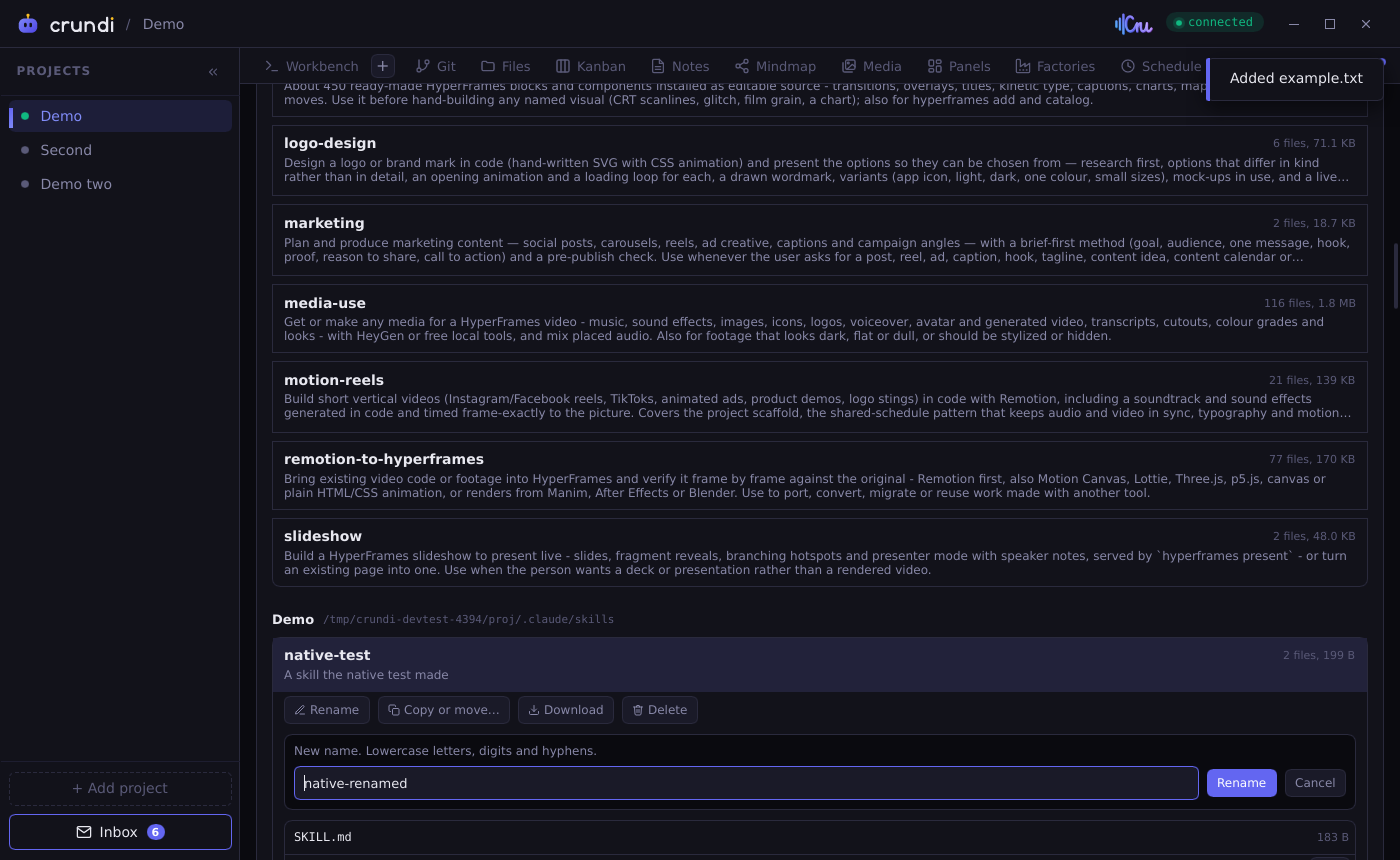 crundi / Demo
Cru
connected
PROJECTS
Workbench
Git
Files
Kanban
Notes
Mindmap
Media
Panels
Factories
Schedule
Added example.txt
Demo
Second
Demo two
About 450 ready-made HyperFrames blocks and components installed as editable source - transitions, overlays, titles, kinetic type, captions, charts, map
moves. Use it before hand-building any named visual (CRT scanlines, glitch, film grain, a chart); also for hyperframes add and catalog.
logo-design
6 files, 71.1 KB
Design a logo or brand mark in code (hand-written SVG with CSS animation) and present the options so they can be chosen from — research first, options that differ in kind
rather than in detail, an opening animation and a loading loop for each, a drawn wordmark, variants (app icon, light, dark, one colour, small sizes), mock-ups in use, and a live…
marketing
2 files, 18.7 KB
Plan and produce marketing content — social posts, carousels, reels, ad creative, captions and campaign angles — with a brief-first method (goal, audience, one message, hook,
proof, reason to share, call to action) and a pre-publish check. Use whenever the user asks for a post, reel, ad, caption, hook, tagline, content idea, content calendar or…
media-use
116 files, 1.8 MB
Get or make any media for a HyperFrames video - music, sound effects, images, icons, logos, voiceover, avatar and generated video, transcripts, cutouts, colour grades and
looks - with HeyGen or free local tools, and mix placed audio. Also for footage that looks dark, flat or dull, or should be stylized or hidden.
motion-reels
21 files, 139 KB
Build short vertical videos (Instagram/Facebook reels, TikToks, animated ads, product demos, logo stings) in code with Remotion, including a soundtrack and sound effects
generated in code and timed frame-exactly to the picture. Covers the project scaffold, the shared-schedule pattern that keeps audio and video in sync, typography and motion…
remotion-to-hyperframes
77 files, 170 KB
Bring existing video code or footage into HyperFrames and verify it frame by frame against the original - Remotion first, also Motion Canvas, Lottie, Three.js, p5.js, canvas or
plain HTML/CSS animation, or renders from Manim, After Effects or Blender. Use to port, convert, migrate or reuse work made with another tool.
slideshow
2 files, 48.0 KB
Build a HyperFrames slideshow to present live - slides, fragment reveals, branching hotspots and presenter mode with speaker notes, served by `hyperframes present` - or turn
an existing page into one. Use when the person wants a deck or presentation rather than a rendered video.
Demo /tmp/crundi-devtest-4394/proj/.claude/skills
native-test
2 files, 199 B
A skill the native test made
Rename
Copy or move…
Download
Delete
New name. Lowercase letters, digits and hyphens.
native-renamed
Rename
Cancel
SKILL.md
183 B
+ Add project
Inbox 6